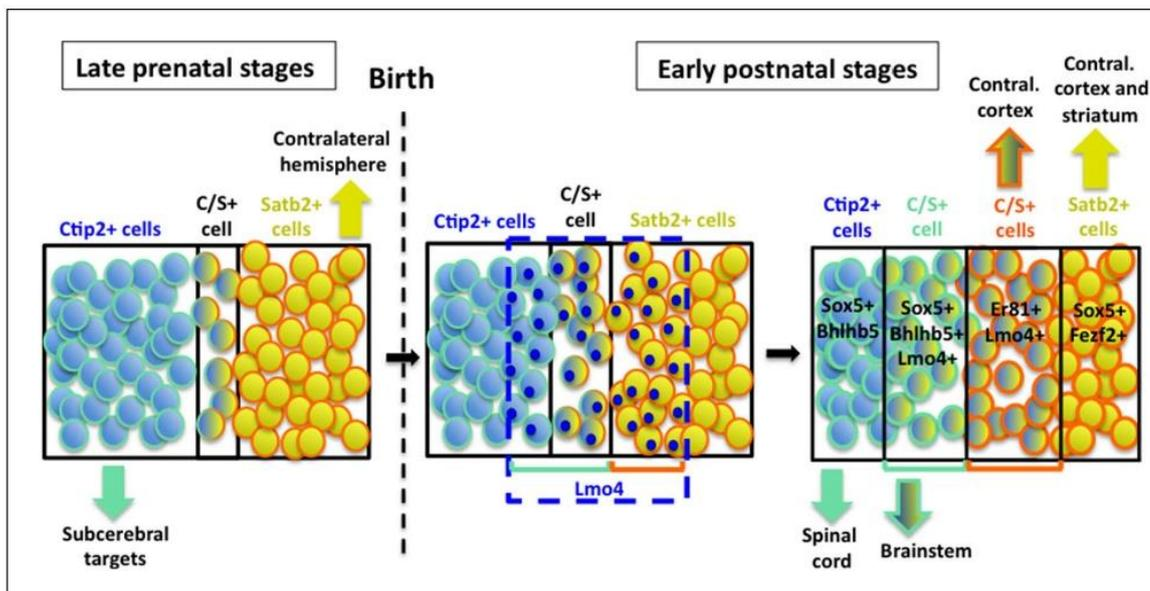 Late prenatal stages
Birth
Early postnatal stages
Contralateral
hemisphere
Ctip2+ cells
C/S+
cell
Satb2+
cells
Subcerebral
targets
Ctip2+ cells
C/S+
cell
Satb2+ cells
Lmo4
Contral.
cortex
Contral.
cortex and
striatum
Ctip2+
cells
C/S+
cell
C/S+
cells
Satb2+
cells
Sox5+
Bhlhb5
Sox5+
Bhlhb5+
Lmo4+
Er81+
Lmo4+
Sox5+
Fezf2+
Spinal
cord
Brainstem